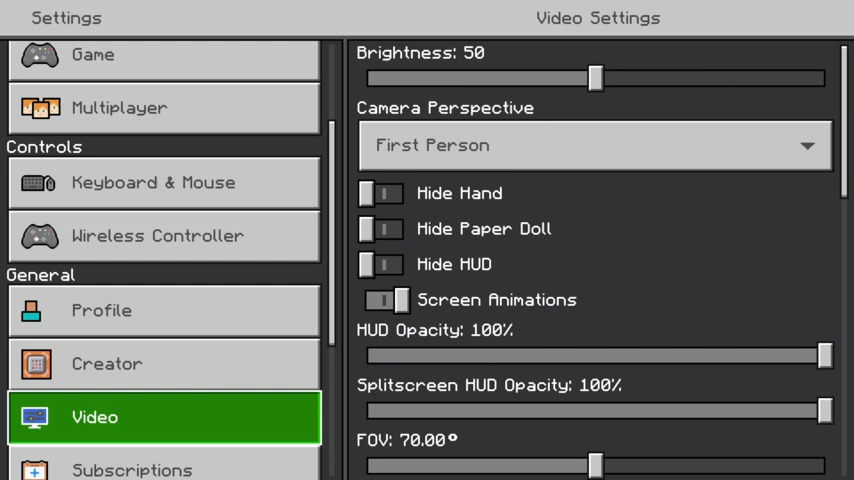 Settings
Video Settings
Game
Multiplayer
Controls
Keyboard & Mouse
Wireless Controller
General
Profile
Creator
Video
Subscriptions
Brightness: 50
Camera Perspective
First Person
Hide Hand
Hide Paper Doll
Hide HUD
Screen Animations
HUD Opacity: 100%
Splitscreen HUD Opacity: 100%
FOV: 70.00°